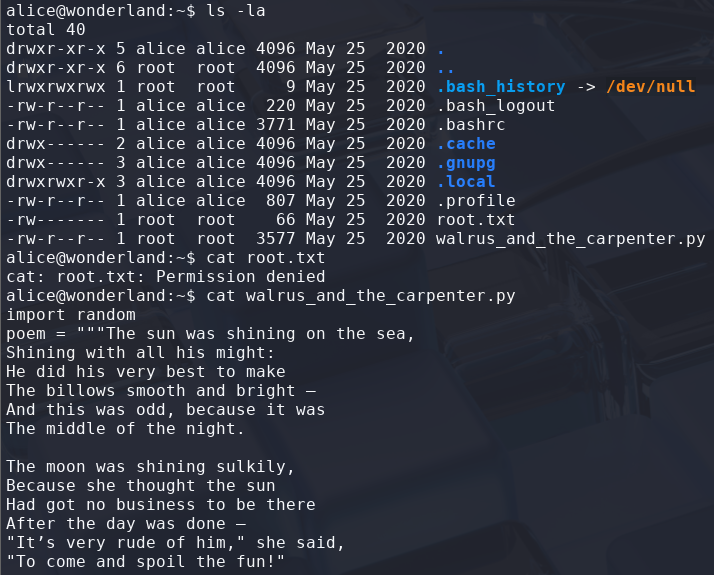 alice@wonderland:~$ ls -la
total 40
drwxr-xr-x 5 alice alice 4096 May 25  2020 .
drwxr-xr-x 6 root  root  4096 May 25  2020 ..
lrwxrwxrwx 1 root  root     9 May 25  2020 .bash_history -> /dev/null
-rw-r--r-- 1 alice alice  220 May 25  2020 .bash_logout
-rw-r--r-- 1 alice alice 3771 May 25  2020 .bashrc
drwx------ 2 alice alice 4096 May 25  2020 .cache
drwx------ 3 alice alice 4096 May 25  2020 .gnupg
drwxrwxr-x 3 alice alice 4096 May 25  2020 .local
-rw-r--r-- 1 alice alice  807 May 25  2020 .profile
-rw------- 1 root  root    66 May 25  2020 root.txt
-rw-r--r-- 1 root  root  3577 May 25  2020 walrus_and_the_carpenter.py
alice@wonderland:~$ cat root.txt
cat: root.txt: Permission denied
alice@wonderland:~$ cat walrus_and_the_carpenter.py
import random
poem = """The sun was shining on the sea,
Shining with all his might:
He did his very best to make
The billows smooth and bright —
And this was odd, because it was
The middle of the night.

The moon was shining sulkily,
Because she thought the sun
Had got no business to be there
After the day was done —
"It’s very rude of him," she said,
"To come and spoil the fun!"